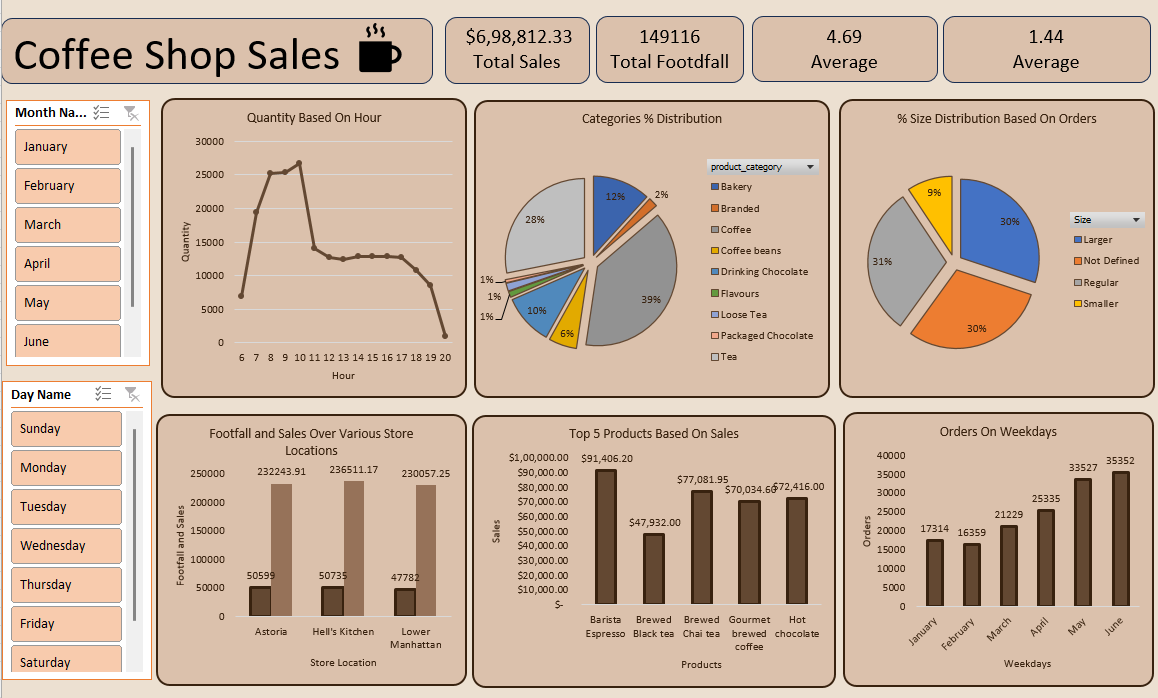 Coffee Shop Sales
$6,98,812.33
Total Sales
149116
Total Footdfall
4.69
Average
1.44
Average
Month Na...
January
February
March
April
May
June
Day Name
Sunday
Monday
Tuesday
Wednesday
Thursday
Friday
Saturday
Quantity Based On Hour
30000
25000
20000
15000
10000
5000
0
Quantity
6 7 8 9 10 11 12 13 14 15 16 17 18 19 20
Hour
Categories % Distribution
12%
2%
39%
6%
10%
1%
1%
1%
28%
product_category
Bakery
Branded
Coffee
Coffee beans
Drinking Chocolate
Flavours
Loose Tea
Packaged Chocolate
Tea
% Size Distribution Based On Orders
30%
30%
31%
9%
Size
Larger
Not Defined
Regular
Smaller
Footfall and Sales Over Various Store
Locations
250000
200000
150000
100000
50000
0
Footfall and Sales
232243.91
236511.17
230057.25
50599
50735
47782
Astoria
Hell's Kitchen
Lower
Manhattan
Store Location
Top 5 Products Based On Sales
$1,00,000.00
$90,000.00
$80,000.00
$70,000.00
$60,000.00
$50,000.00
$40,000.00
$30,000.00
$20,000.00
$10,000.00
$-
Sales
$91,406.20
$47,932.00
$77,081.95
$70,034.60
$72,416.00
Barista
Espresso
Brewed
Black tea
Brewed
Chai tea
Gourmet
brewed
coffee
Hot
chocolate
Products
Orders On Weekdays
40000
35000
30000
25000
20000
15000
10000
5000
0
Orders
17314
16359
21229
25335
33527
35352
January
February
March
April
May
June
Weekdays